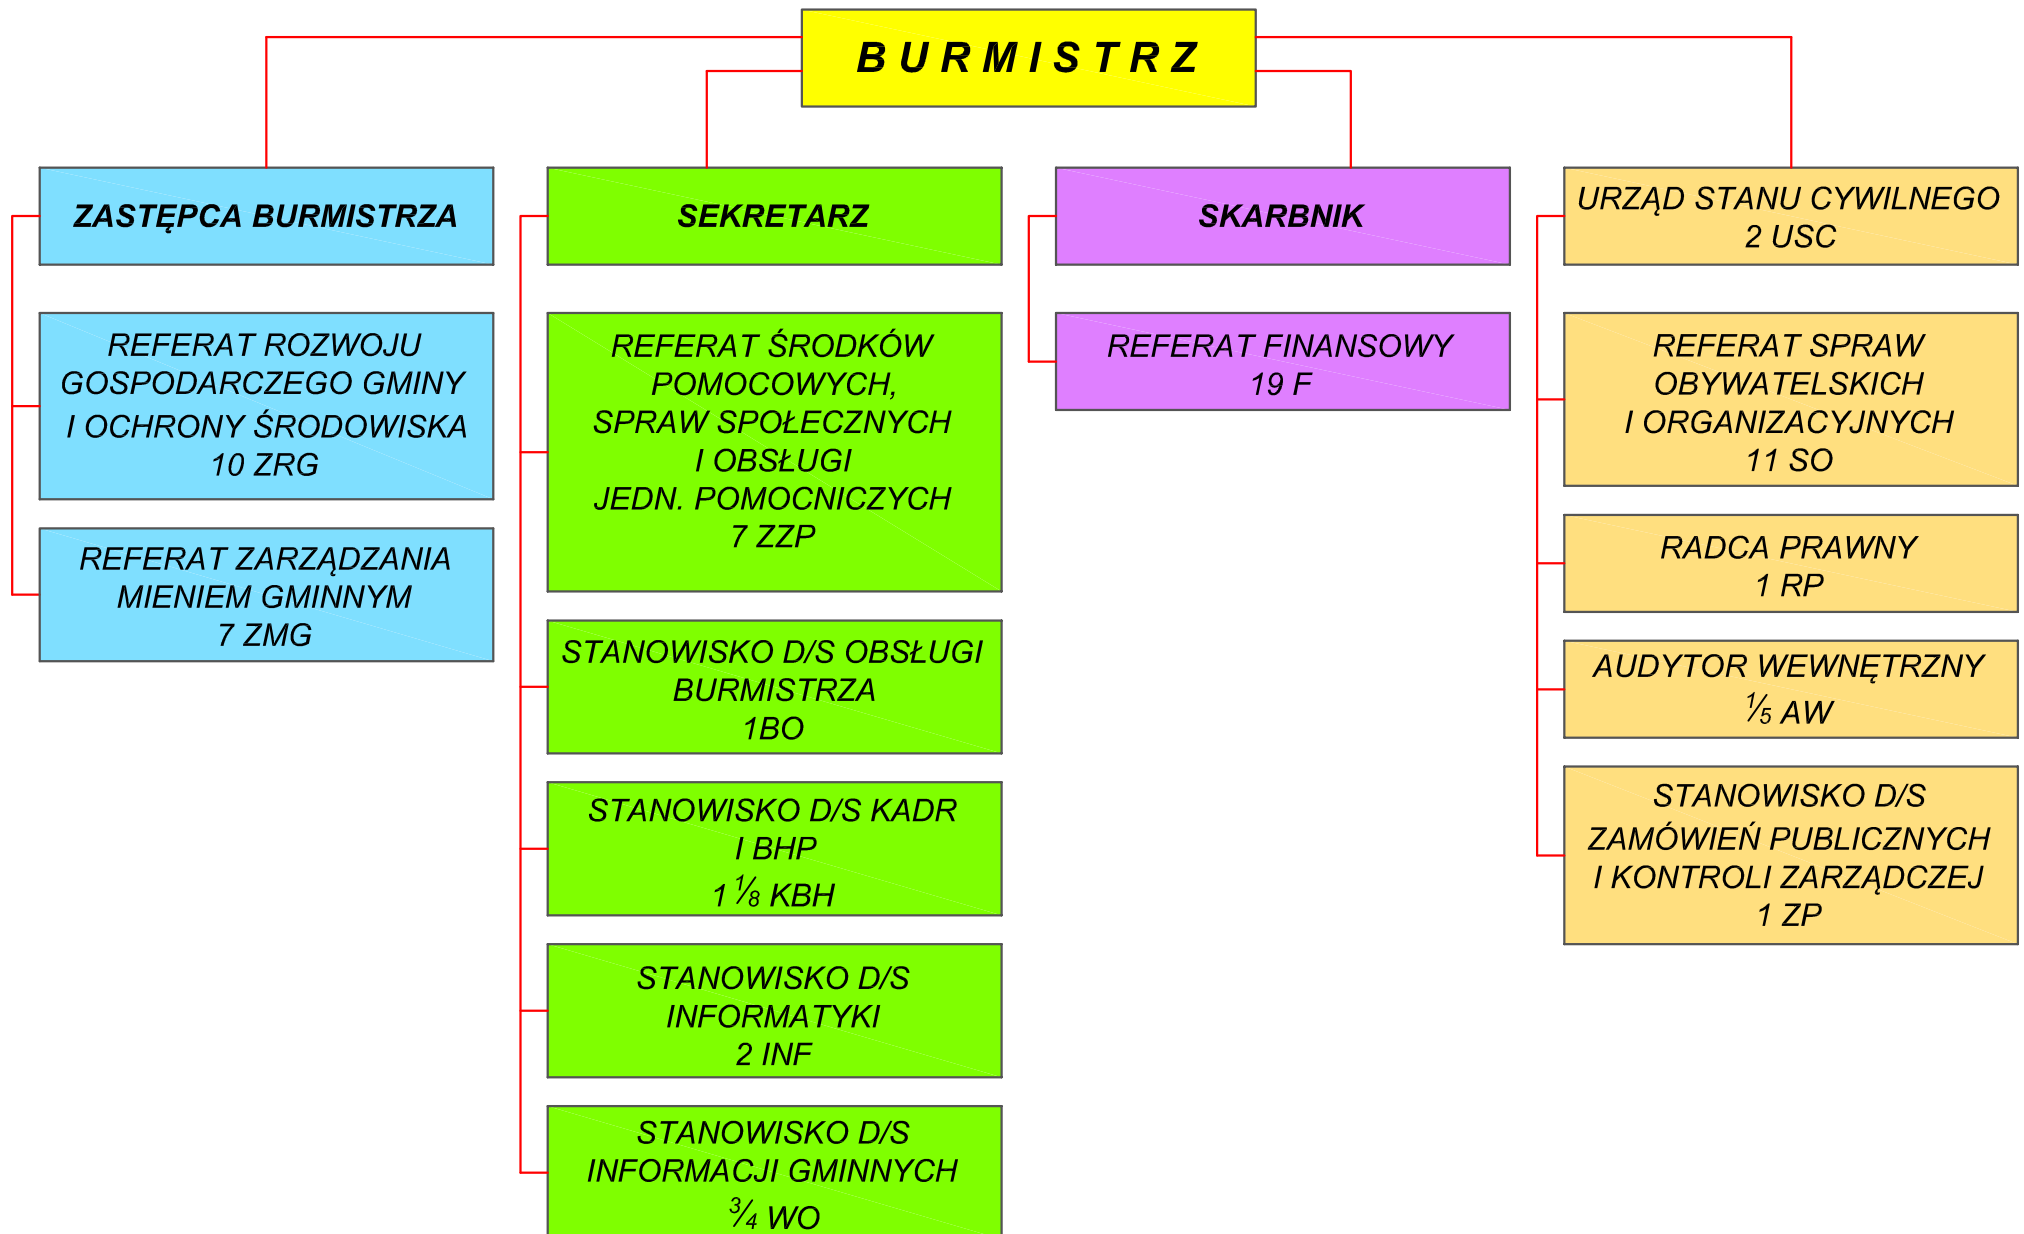 B U R M I S T R Z
ZASTĘPCA BURMISTRZA
REFERAT ROZWOJU
GOSPODARCZEGO GMINY
I OCHRONY ŚRODOWISKA
10 ZRG
REFERAT ZARZĄDZANIA
MIENIEM GMINNYM
7 ZMG
SEKRETARZ
REFERAT ŚRODKÓW
POMOCOWYCH,
SPRAW SPOŁECZNYCH
I OBSŁUGI
JEDN. POMOCNICZYCH
7 ZZP
STANOWISKO D/S OBSŁUGI
BURMISTRZA
1BO
STANOWISKO D/S KADR
I BHP
1 1/8 KBH
STANOWISKO D/S
INFORMATYKI
2 INF
STANOWISKO D/S
INFORMACJI GMINNYCH
3/4 WO
SKARBNIK
REFERAT FINANSOWY
19 F
URZĄD STANU CYWILNEGO
2 USC
REFERAT SPRAW
OBYWATELSKICH
I ORGANIZACYJNYCH
11 SO
RADCA PRAWNY
1 RP
AUDYTOR WEWNĘTRZNY
1/5 AW
STANOWISKO D/S
ZAMÓWIEŃ PUBLICZNYCH
I KONTROLI ZARZĄDCZEJ
1 ZP